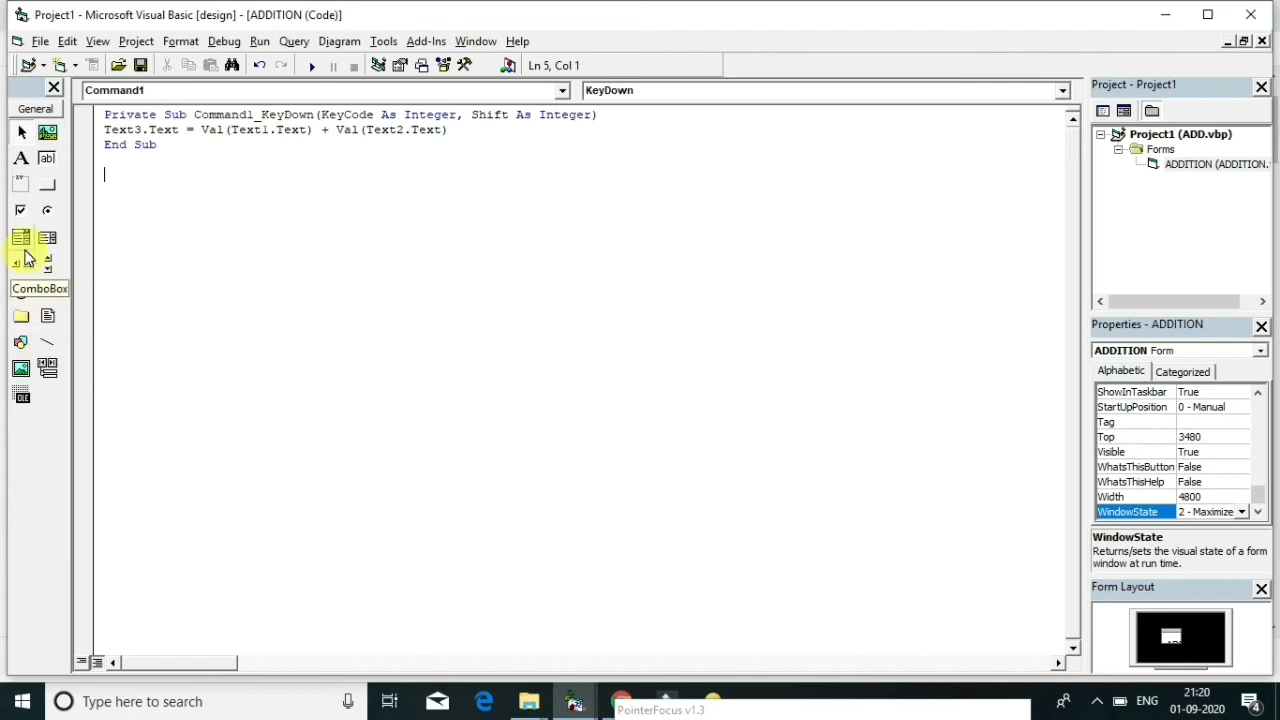 Project1 - Microsoft Visual Basic [design] - [ADDITION (Code)]
File Edit View Project Format Debug Run Query Diagram Tools Add-Ins Window Help
Ln 5, Col 1
General
ComboBox
Command1 KeyDown
Private Sub Command1_KeyDown(KeyCode As Integer, Shift As Integer)
Text3.Text = Val(Text1.Text) + Val(Text2.Text)
End Sub
Project - Project1
Project1 (ADD.vbp)
Forms
ADDITION (ADDITION.
Properties - ADDITION
ADDITION Form
Alphabetic Categorized
ShowInTaskbar True
StartUpPosition 0 - Manual
Tag
Top 3480
Visible True
WhatsThisButton False
WhatsThisHelp False
Width 4800
WindowState 2 - Maximize
WindowState
Returns/sets the visual state of a form
window at run time.
Form Layout
Type here to search
PointerFocus v1.3
ENG
21:20
01-09-2020
4